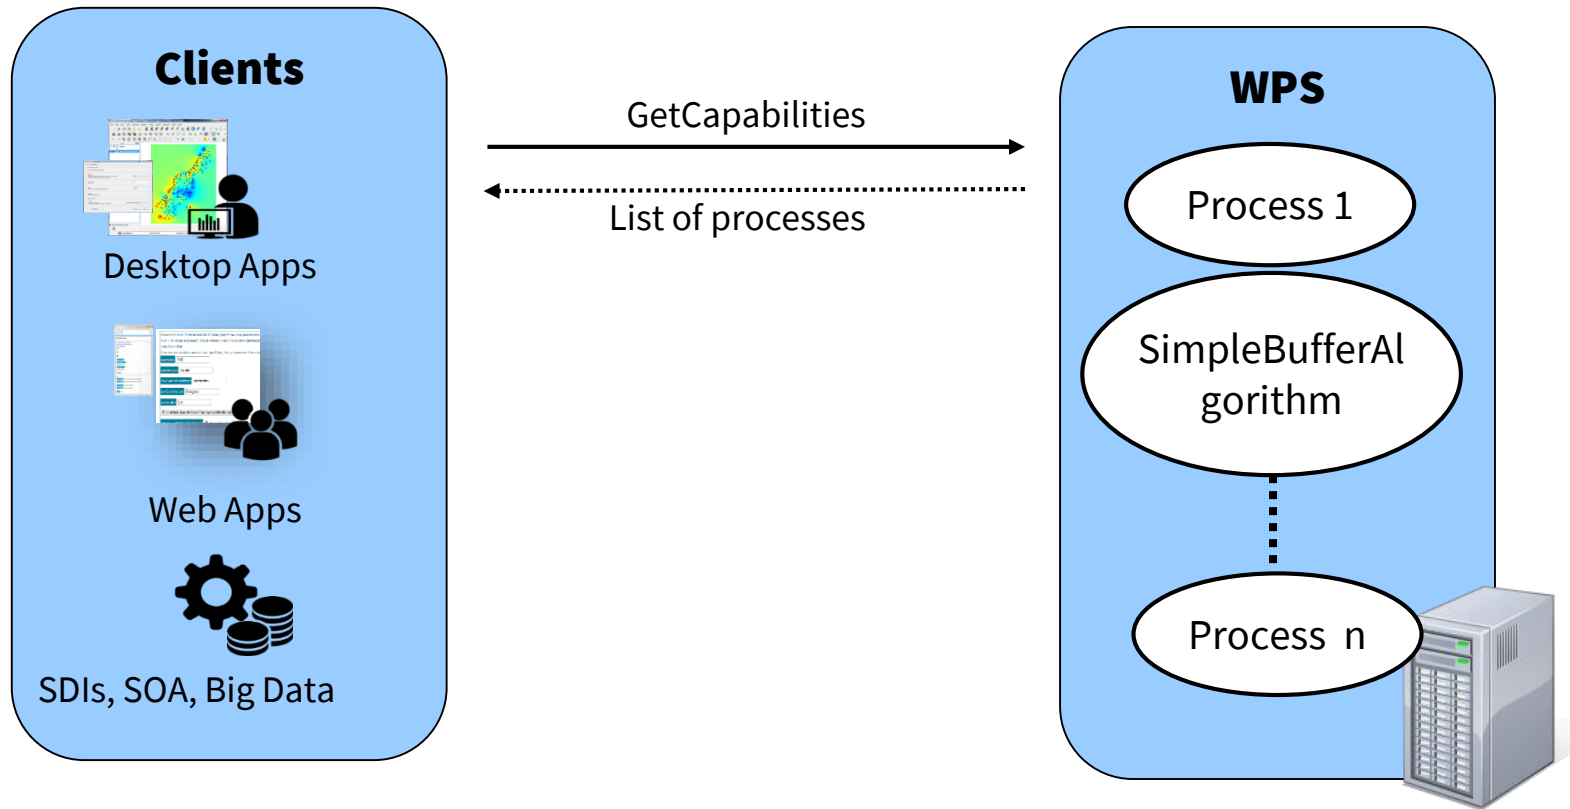 Clients
Desktop Apps
Web Apps
SDIs, SOA, Big Data
GetCapabilities
List of processes
WPS
Process 1
SimpleBufferAl
gorithm
Process n